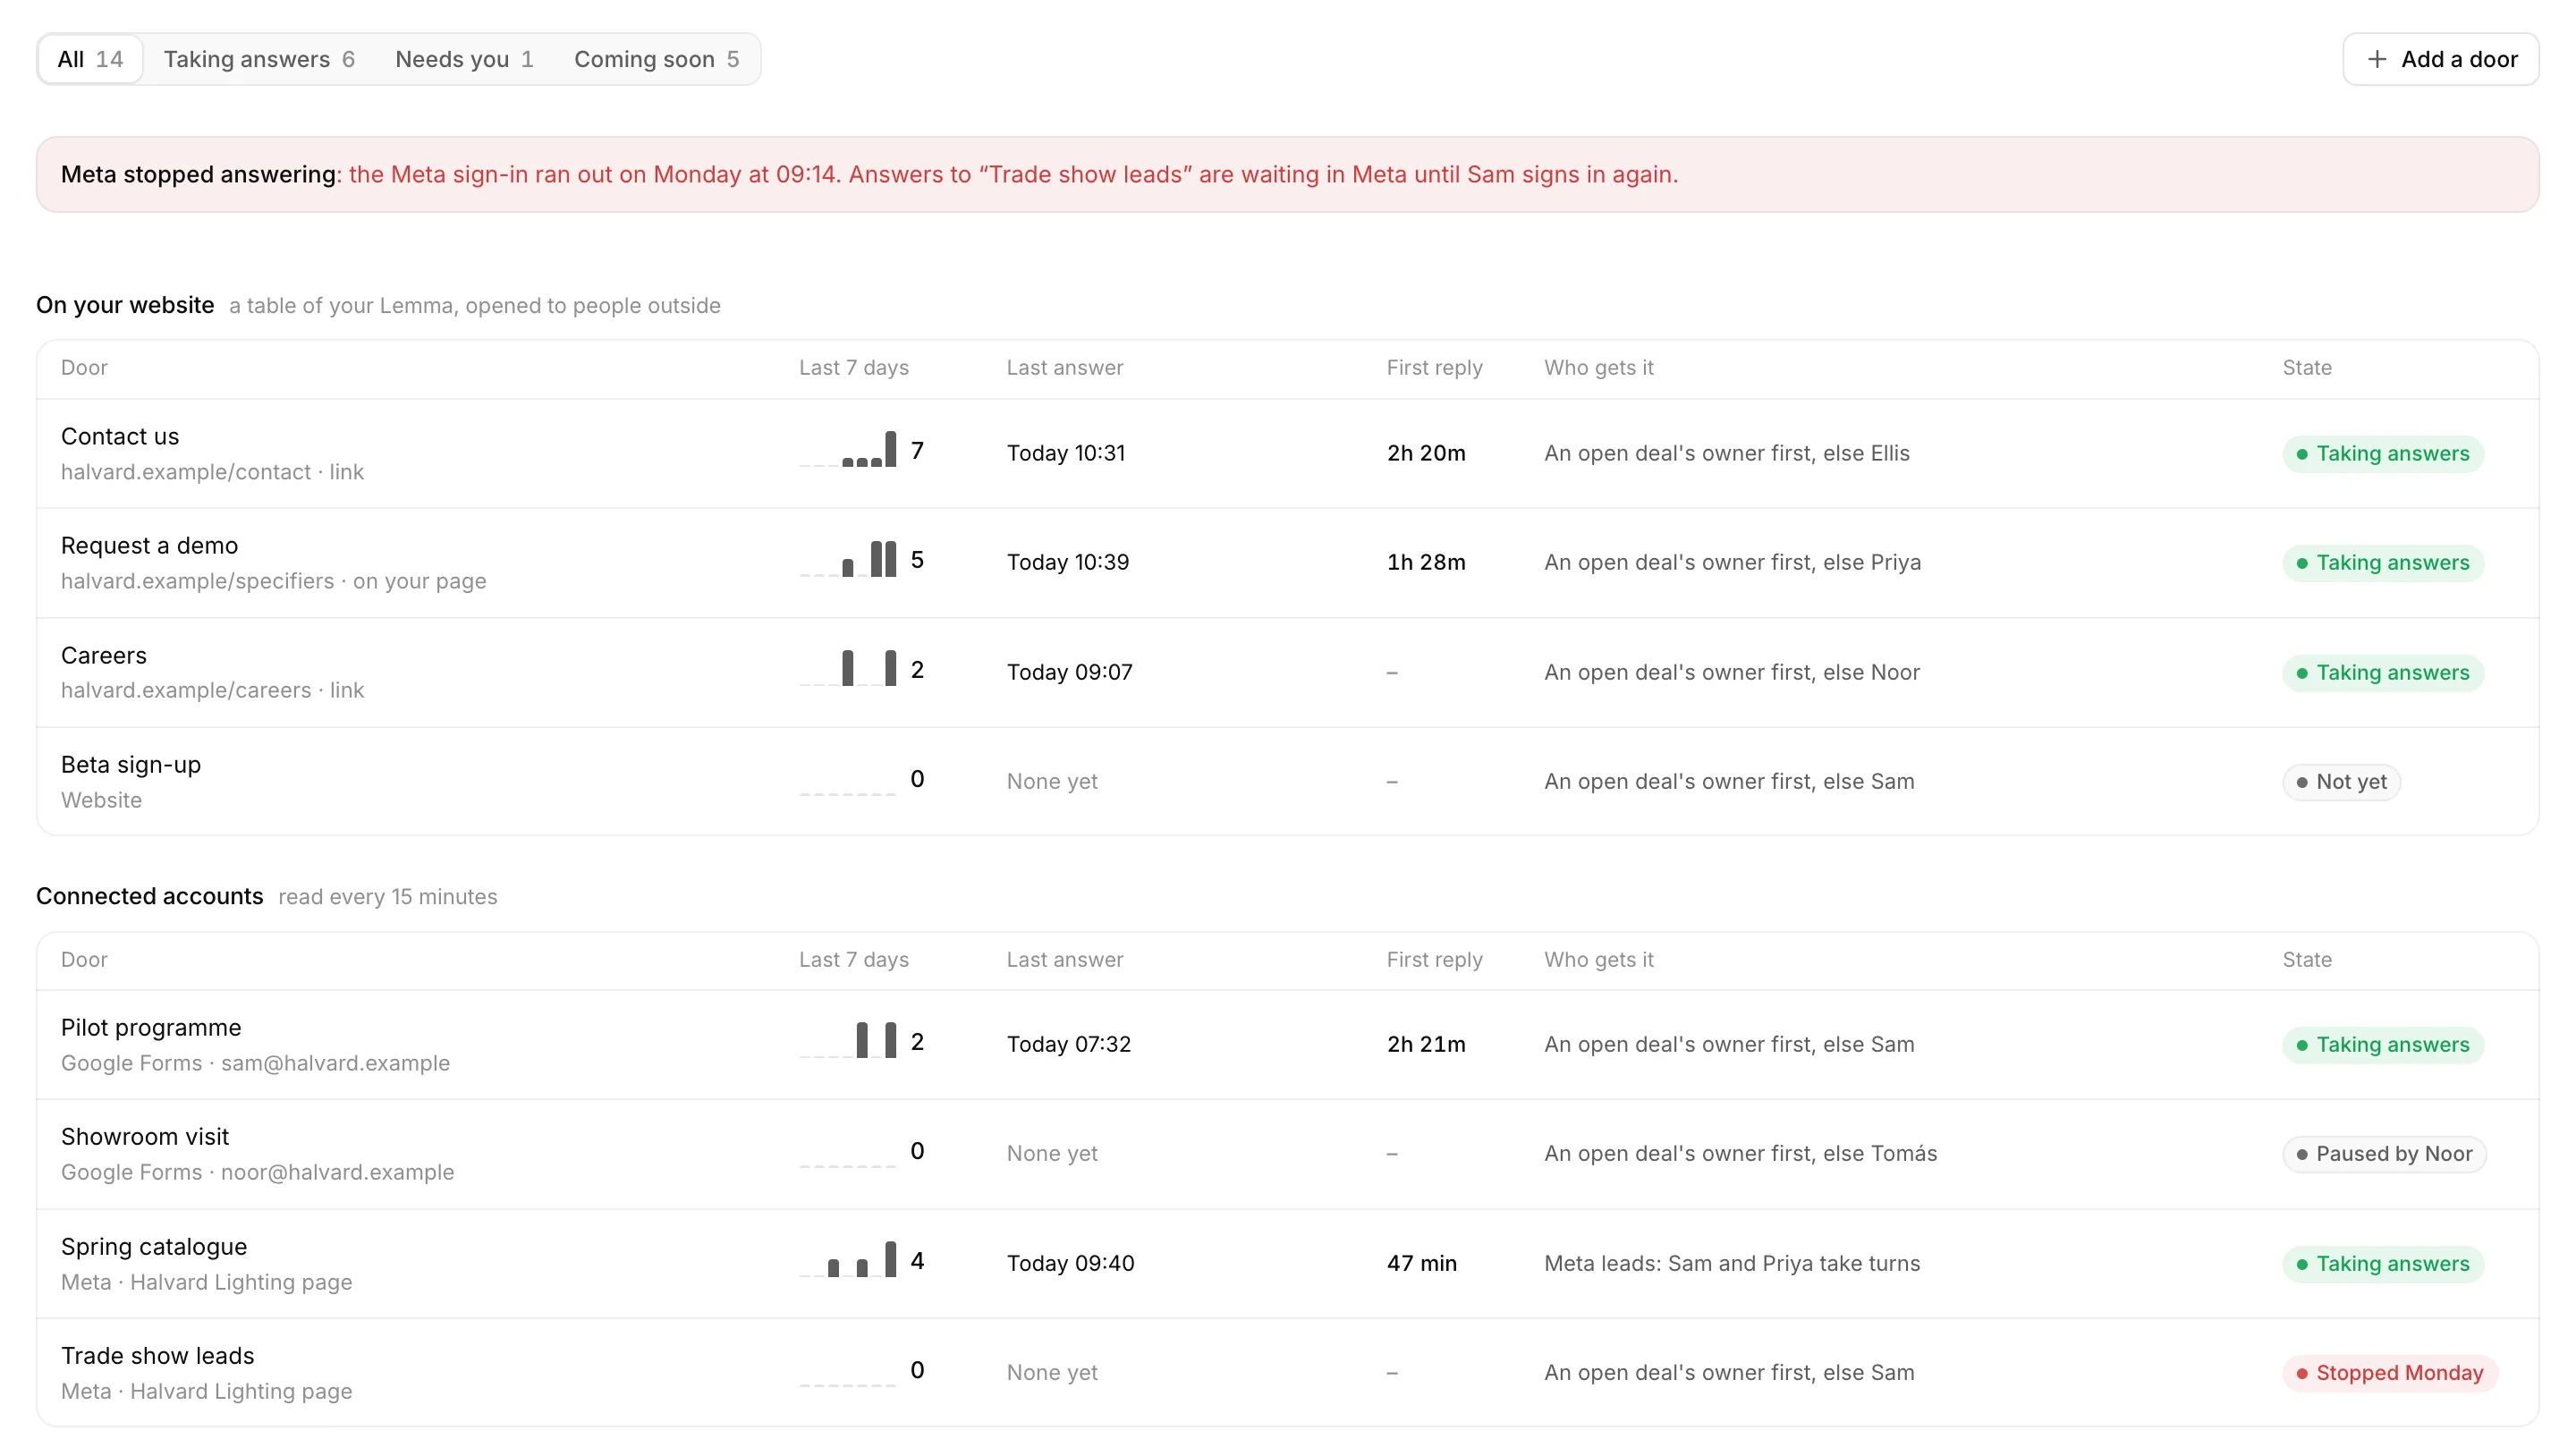 All 14 Taking answers 6 Needs you 1 Coming soon 5
+ Add a door
Meta stopped answering: the Meta sign-in ran out on Monday at 09:14. Answers to “Trade show leads” are waiting in Meta until Sam signs in again.
On your website a table of your Lemma, opened to people outside
Door Last 7 days Last answer First reply Who gets it State
Contact us
halvard.example/contact · link
7 Today 10:31 2h 20m An open deal's owner first, else Ellis Taking answers
Request a demo
halvard.example/specifiers · on your page
5 Today 10:39 1h 28m An open deal's owner first, else Priya Taking answers
Careers
halvard.example/careers · link
2 Today 09:07 – An open deal's owner first, else Noor Taking answers
Beta sign-up
Website
0 None yet – An open deal's owner first, else Sam Not yet
Connected accounts read every 15 minutes
Door Last 7 days Last answer First reply Who gets it State
Pilot programme
Google Forms · sam@halvard.example
2 Today 07:32 2h 21m An open deal's owner first, else Sam Taking answers
Showroom visit
Google Forms · noor@halvard.example
0 None yet – An open deal's owner first, else Tomás Paused by Noor
Spring catalogue
Meta · Halvard Lighting page
4 Today 09:40 47 min Meta leads: Sam and Priya take turns Taking answers
Trade show leads
Meta · Halvard Lighting page
0 None yet – An open deal's owner first, else Sam Stopped Monday